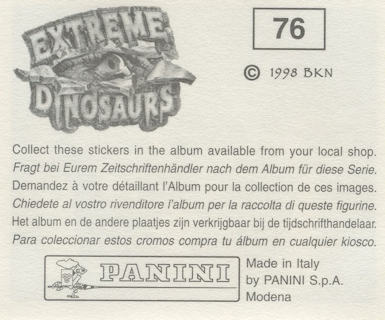 EXTREME
DINOSAURS
76
© 1998 BKN
Collect these stickers in the album available from your local shop.
Fragt bei Eurem Zeitschriftenhändler nach dem Album für diese Serie.
Demandez à votre détaillant l'Album pour la collection de ces images.
Chiedete al vostro rivenditore l'album per la raccolta di queste figurine.
Het album en de andere plaatjes zijn verkrijgbaar bij de tijdschrifthandelaar.
Para coleccionar estos cromos compra tu álbum en cualquier kiosco.
PANINI
Made in Italy
by PANINI S.p.A.
Modena